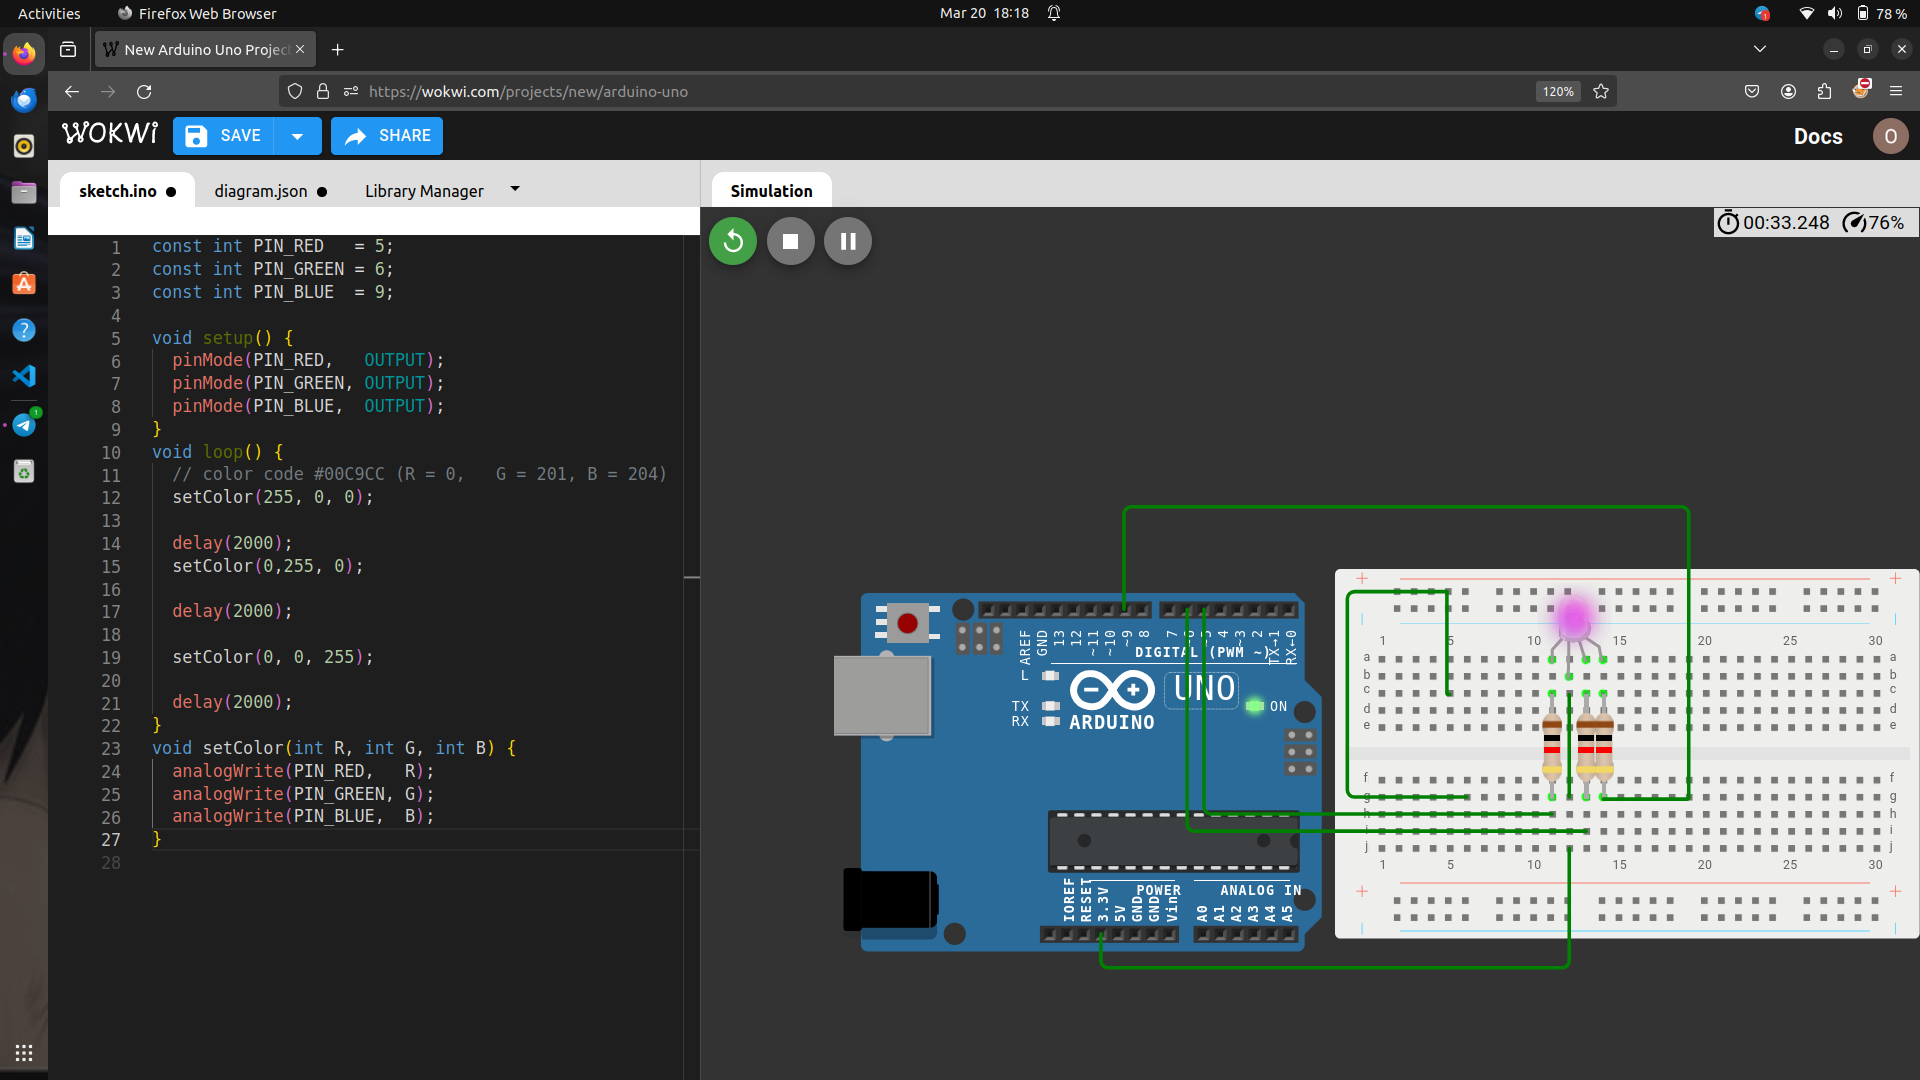 Activities
Firefox Web Browser
Mar 20 18:18
78 %
New Arduino Uno Projec
https://wokwi.com/projects/new/arduino-uno
120%
WOKWi
SAVE
SHARE
Docs
O
sketch.ino
diagram.json
Library Manager
Simulation
00:33.248
76%
1 const int PIN_RED   = 5;
2 const int PIN_GREEN = 6;
3 const int PIN_BLUE  = 9;
4
5 void setup() {
6   pinMode(PIN_RED,   OUTPUT);
7   pinMode(PIN_GREEN, OUTPUT);
8   pinMode(PIN_BLUE,  OUTPUT);
9 }
10 void loop() {
11   // color code #00C9CC (R = 0,   G = 201, B = 204)
12   setColor(255, 0, 0);
13
14   delay(2000);
15   setColor(0,255, 0);
16
17   delay(2000);
18
19   setColor(0, 0, 255);
20
21   delay(2000);
22 }
23 void setColor(int R, int G, int B) {
24   analogWrite(PIN_RED,   R);
25   analogWrite(PIN_GREEN, G);
26   analogWrite(PIN_BLUE,  B);
27 }
28
AREF
GND
13
12
~11
~10
~9
8
7
4
~3
2
TX→1
RX←0
DIGITAL (PWM ~)
L
TX
RX
UNO
ARDUINO
ON
IOREF
RESET
3.3V
5V
GND
GND
Vin
POWER
ANALOG IN
A0
A1
A2
A3
A4
A5
1 10 15 20 25 30
a a
b b
c c
d d
e e
f f
g g
h h
i i
j j
1 5 10 15 20 25 30
1